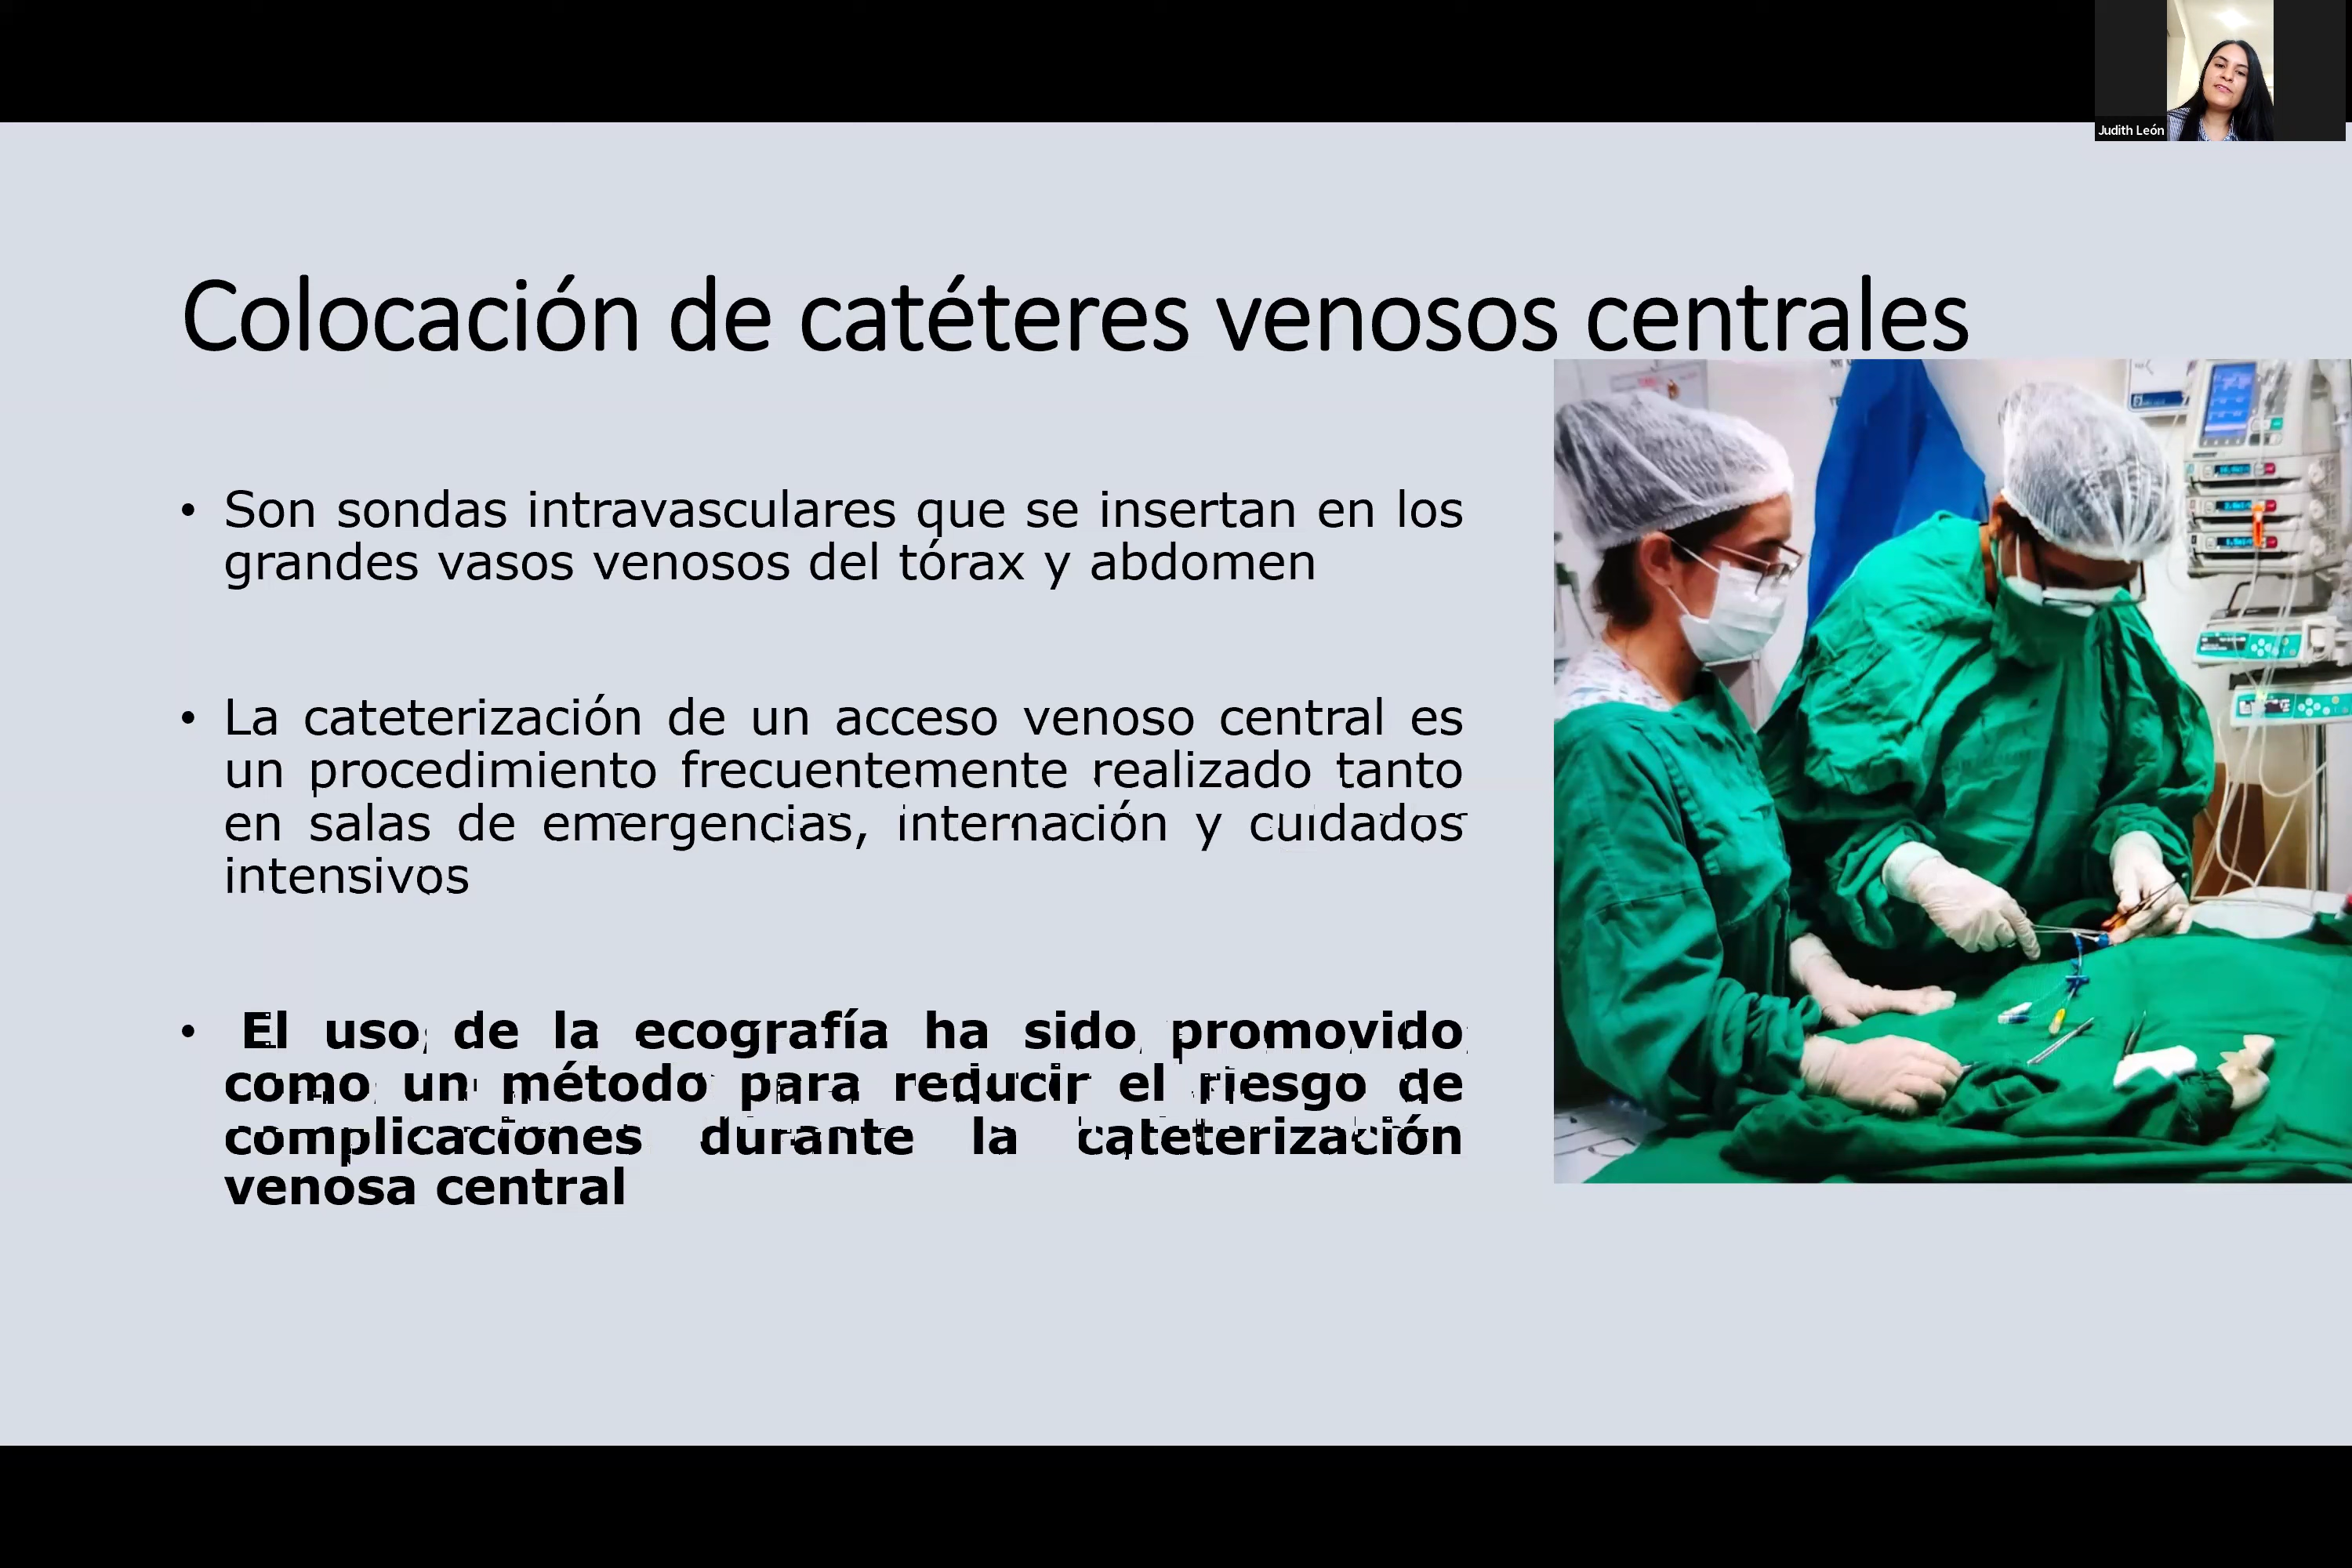 Judith León
Colocación de catéteres venosos centrales
• Son sondas intravasculares que se insertan en los
grandes vasos venosos del tórax y abdomen
• La cateterización de un acceso venoso central es
un procedimiento frecuentemente realizado tanto
en salas de emergencias, internación y cuidados
intensivos
• El uso de la ecografía ha sido promovido
como un método para reducir el riesgo de
complicaciones durante la cateterización
venosa central